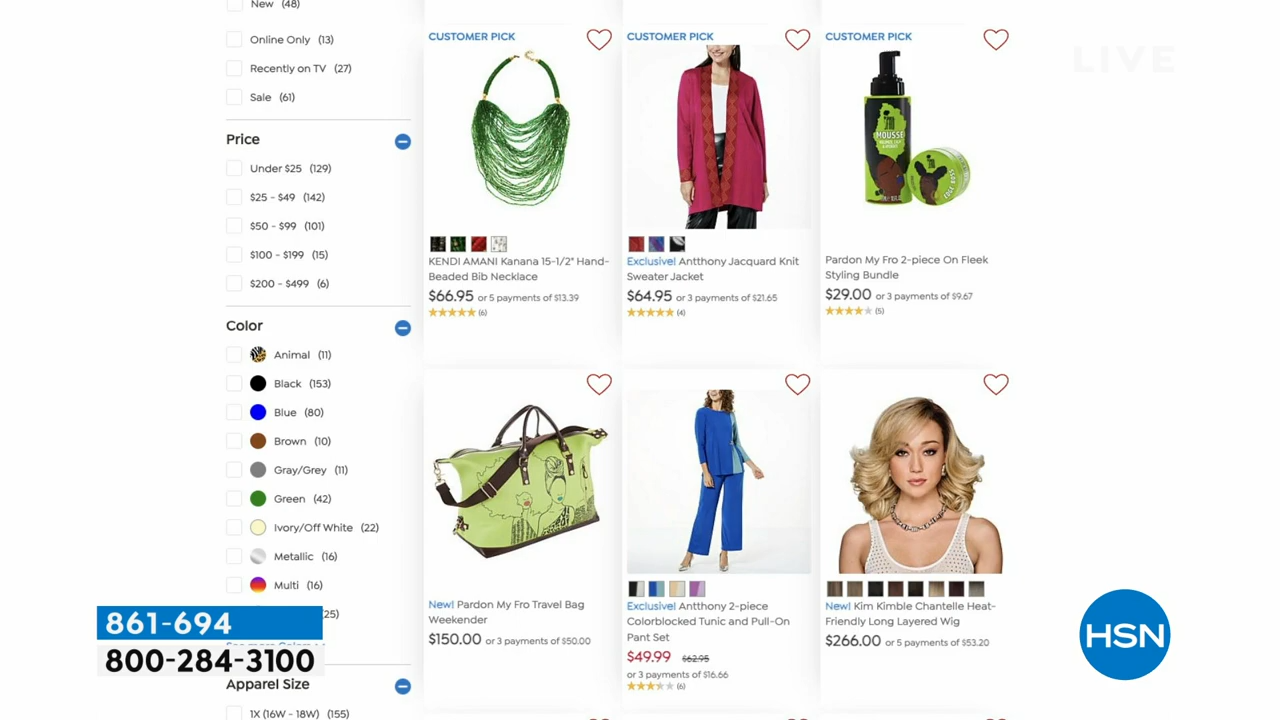 New (48)
Online Only (13)
Recently on TV (27)
Sale (61)
Price
Under $25 (129)
$25 - $49 (142)
$50 - $99 (101)
$100 - $199 (15)
$200 - $499 (6)
Color
Animal (11)
Black (153)
Blue (80)
Brown (10)
Gray/Grey (11)
Green (42)
Ivory/Off White (22)
Metallic (16)
Multi (16)
(25)
Apparel Size
1X (16W - 18W) (155)
CUSTOMER PICK
KENDI AMANI Kanana 15-1/2" Hand-
Beaded Bib Necklace
$66.95 or 5 payments of $13.39
(6)
CUSTOMER PICK
Exclusive! Antthony Jacquard Knit
Sweater Jacket
$64.95 or 3 payments of $21.65
(4)
CUSTOMER PICK
MOUSSE
Pardon My Fro 2-piece On Fleek
Styling Bundle
$29.00 or 3 payments of $9.67
(5)
New! Pardon My Fro Travel Bag
Weekender
$150.00 or 3 payments of $50.00
Exclusive! Antthony 2-piece
Colorblocked Tunic and Pull-On
Pant Set
$49.99 $62.95
or 3 payments of $16.66
(6)
New! Kim Kimble Chantelle Heat-
Friendly Long Layered Wig
$266.00 or 5 payments of $53.20
LIVE
861-694
800-284-3100
HSN